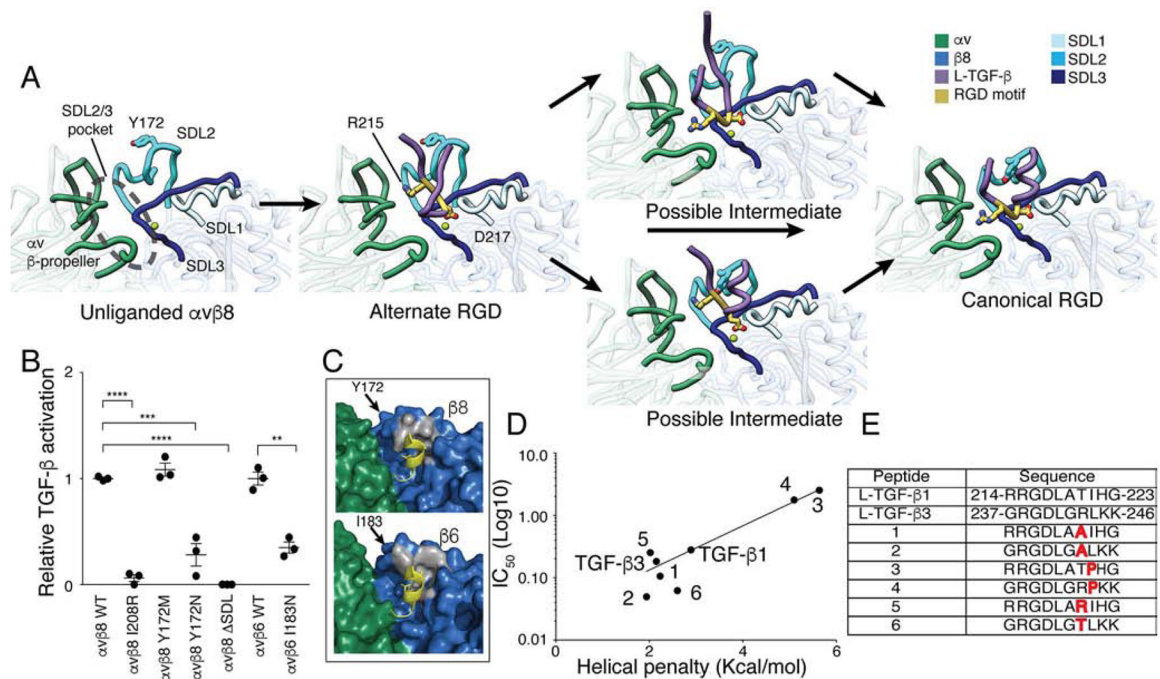 A
SDL2/3
pocket
Y172
SDL2
αv
β-propeller
SDL1
SDL3
Unliganded αvβ8
R215
D217
Alternate RGD
Possible Intermediate
Possible Intermediate
Canonical RGD
αv
β8
L-TGF-β
RGD motif
SDL1
SDL2
SDL3
B
Relative TGF-β activation
2
1
0
****
***
****
**
αvβ8 WT
αvβ8 I208R
αvβ8 Y172M
αvβ8 Y172N
αvβ8 ΔSDL
αvβ6 WT
αvβ6 I183N
C
Y172
β8
I183
β6
D
IC50 (Log10)
10.0
1.00
0.10
0.01
0 2 4 6
Helical penalty (Kcal/mol)
4
3
5
TGF-β3
TGF-β1
1
2
6
E
Peptide Sequence
L-TGF-β1 214-RRGDLATIHG-223
L-TGF-β3 237-GRGDLGRLKK-246
1 RRGDLAAIHG
2 GRGDLGALKK
3 RRGDLATPHG
4 GRGDLGRPKK
5 RRGDLARIHG
6 GRGDLGTLKK